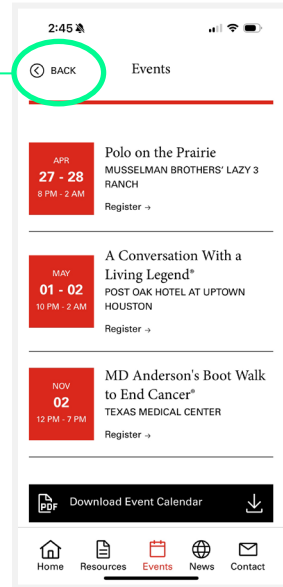 2:45
BACK
Events
APR
27 - 28
8 PM - 2 AM
Polo on the Prairie
MUSSELMAN BROTHERS' LAZY 3
RANCH
Register →
MAY
01 - 02
10 PM - 2 AM
A Conversation With a
Living Legend®
POST OAK HOTEL AT UPTOWN
HOUSTON
Register →
NOV
02
12 PM - 7 PM
MD Anderson's Boot Walk
to End Cancer®
TEXAS MEDICAL CENTER
Register →
PDF Download Event Calendar
Home Resources Events News Contact